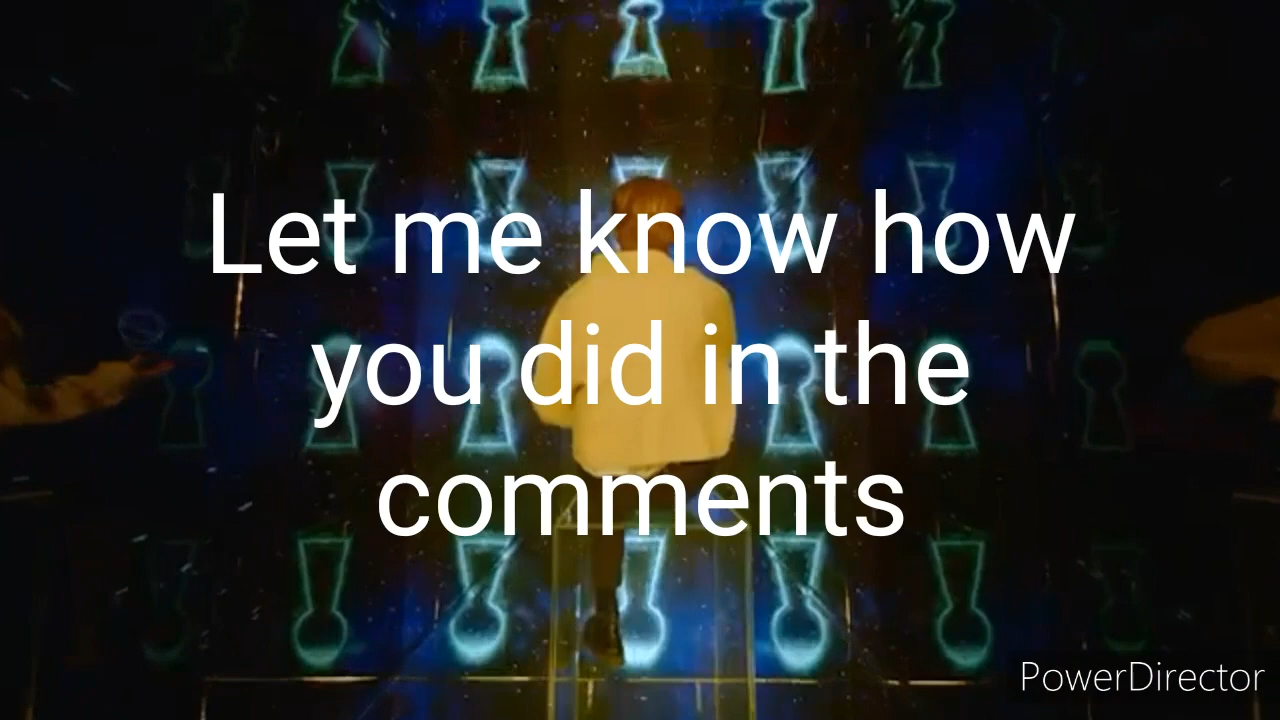 Let me know how
you did in the
comments
PowerDirector